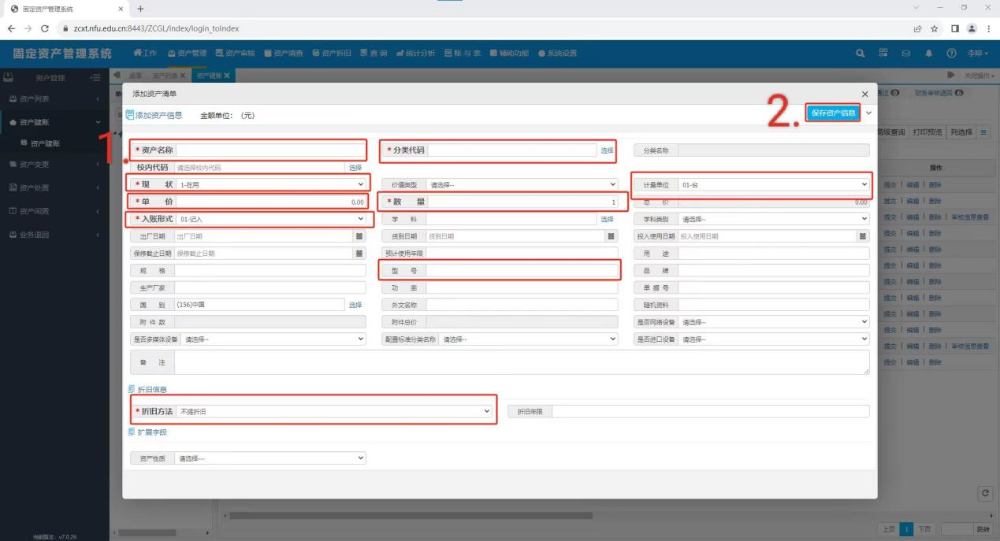 固定资产管理系统
zcxt.nfu.edu.cn:8443/ZCGL/index/login_toIndex
固定资产管理系统 工作 资产管理 资产审核 资产清查 资产折旧 查 询 统计分析 账与表 辅助功能 系统设置 李婷
资产管理 桌面 资产列表 资产建账 关闭操作
添加资产清单
添加资产信息 金额单位: (元) 2. 保存资产信息
财务审核退回 6
高级查询 打印预览 列选择
资产列表
资产建账
资产建账
资产变更
资产处置
资产闲置
业务退回
1.
* 资产名称 * 分类代码 选择 分类名称
校内代码 请选择校内代码 选择
* 现 状 1-在用 价值类型 请选择-- 计量单位 01-台
* 单 价 0.00 * 数 量 1 总 价 0.00
* 入账形式 01-记入 学 科 选择 学科类别 请选择--
出厂日期 出厂日期 货到日期 货到日期 投入使用日期 投入使用日期
保修截止日期 保修截止日期 预计使用年限 用 途
规 格 型 号 品 牌
生产厂家 功 率 单 据 号
国 别 (156)中国 选择 外文名称 随机资料
附 件 数 附件总价 是否网络设备 请选择--
是否多媒体设备 请选择-- 配置标准分类名称 请选择-- 是否进口设备 请选择--
备 注
折旧信息
* 折旧方法 不提折旧 折旧年限
扩展字段
资产性质 请选择---
操作
提交 | 编辑 | 删除
提交 | 编辑 | 删除
提交 | 编辑 | 删除 | 审核信息查看
提交 | 编辑 | 删除
提交 | 编辑 | 删除
提交 | 编辑 | 删除
提交 | 编辑 | 删除
提交 | 编辑 | 删除
提交 | 编辑 | 删除
提交 | 编辑 | 删除
提交 | 编辑 | 删除 | 审核信息查看
提交 | 编辑 | 删除
上页 1 下页 跳转
当前版本: v7.0.26